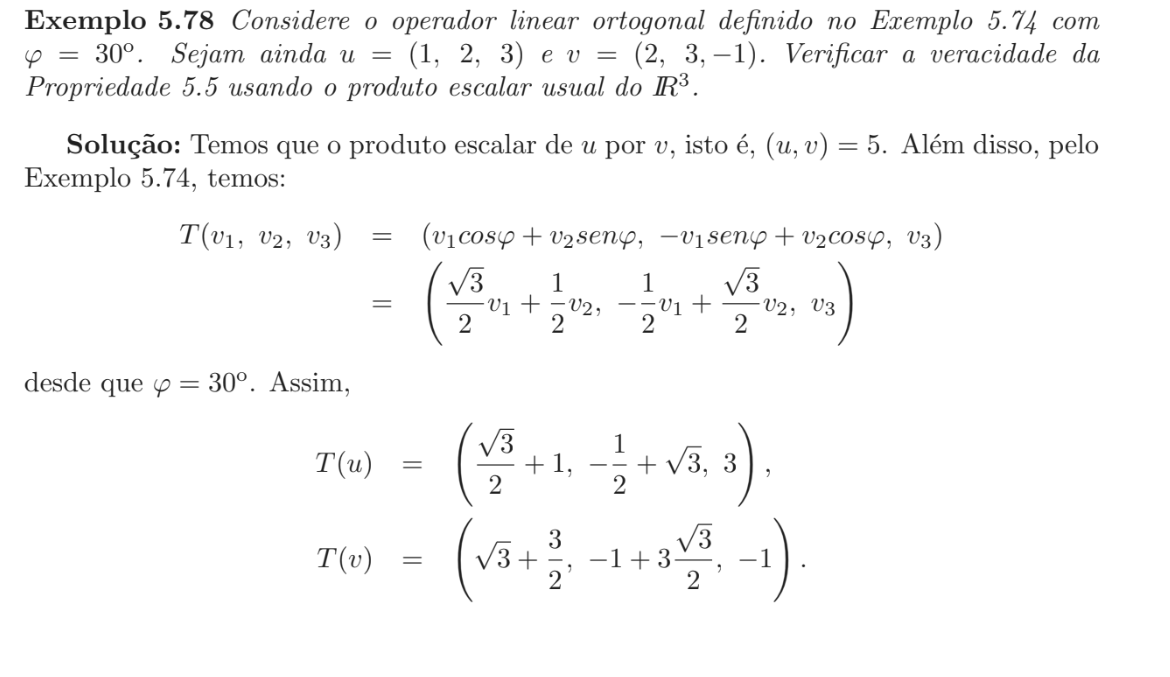 Exemplo 5.78 Considere o operador linear ortogonal definido no Exemplo 5.74 com
φ = 30º. Sejam ainda u = (1, 2, 3) e v = (2, 3, −1). Verificar a veracidade da
Propriedade 5.5 usando o produto escalar usual do ℝ³.
Solução: Temos que o produto escalar de u por v, isto é, (u, v) = 5. Além disso, pelo
Exemplo 5.74, temos:
T(v₁, v₂, v₃) = (v₁cosφ + v₂senφ, −v₁senφ + v₂cosφ, v₃)
= (√3/2 v₁ + 1/2 v₂, −1/2 v₁ + √3/2 v₂, v₃)
desde que φ = 30º. Assim,
T(u) = (√3/2 + 1, −1/2 + √3, 3),
T(v) = (√3 + 3/2, −1 + 3 √3/2, −1).